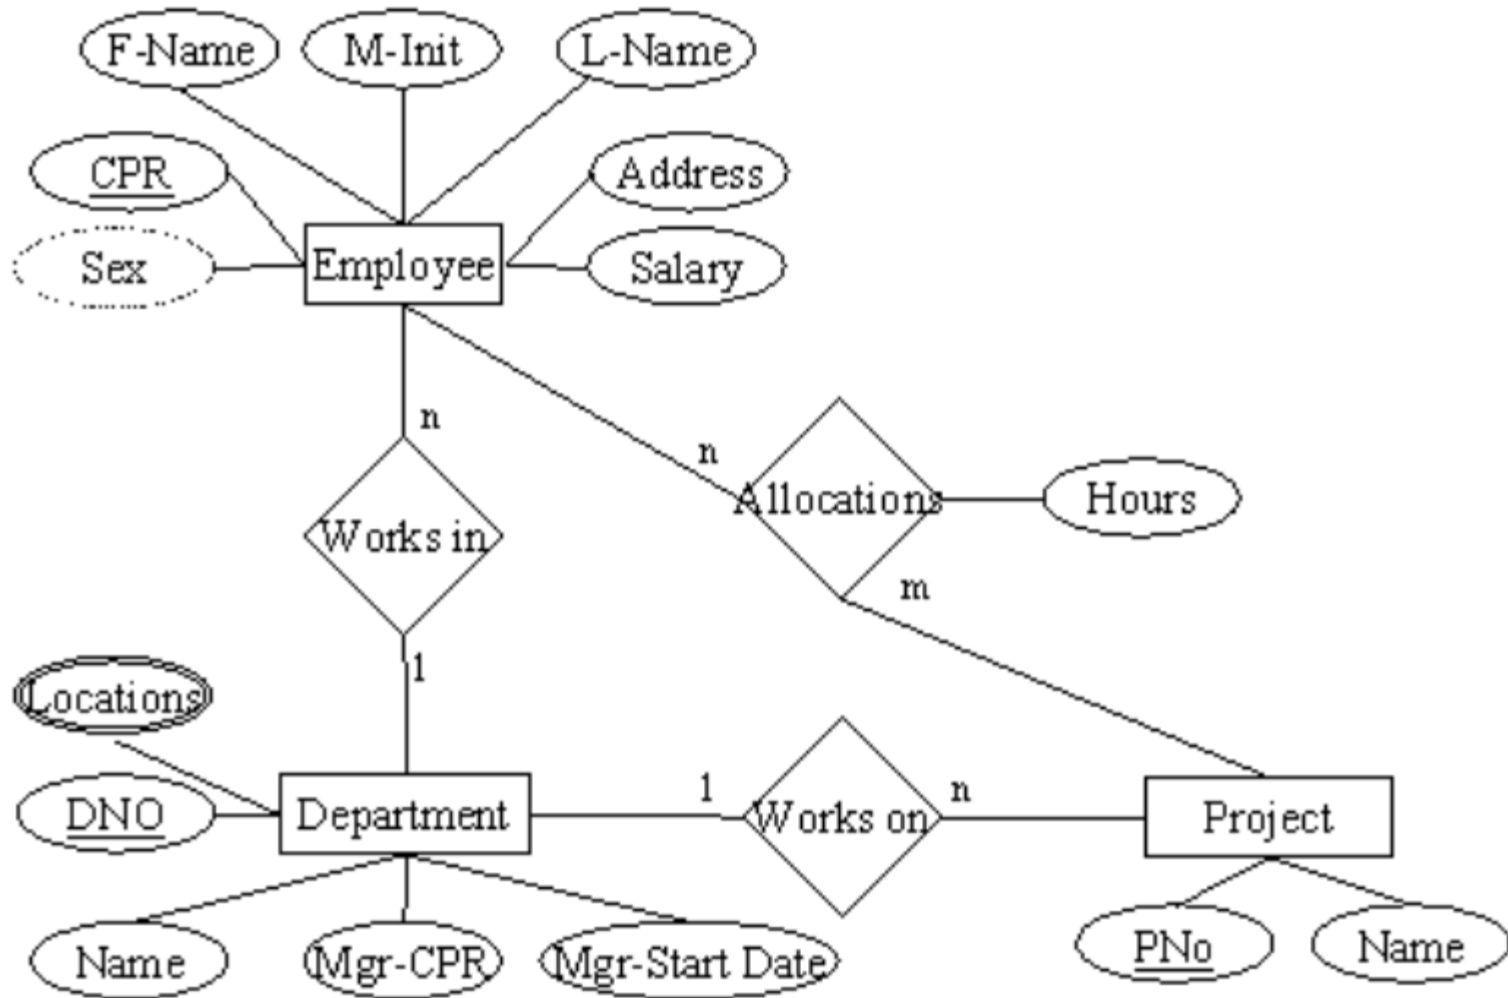 F-Name
M-Init
L-Name
CPR
Address
Sex
Employee
Salary
n
n
Allocations
Hours
Works in
m
1
Locations
1
n
DNO
Department
Works on
Project
Name
Mgr-CPR
Mgr-Start Date
PNo
Name